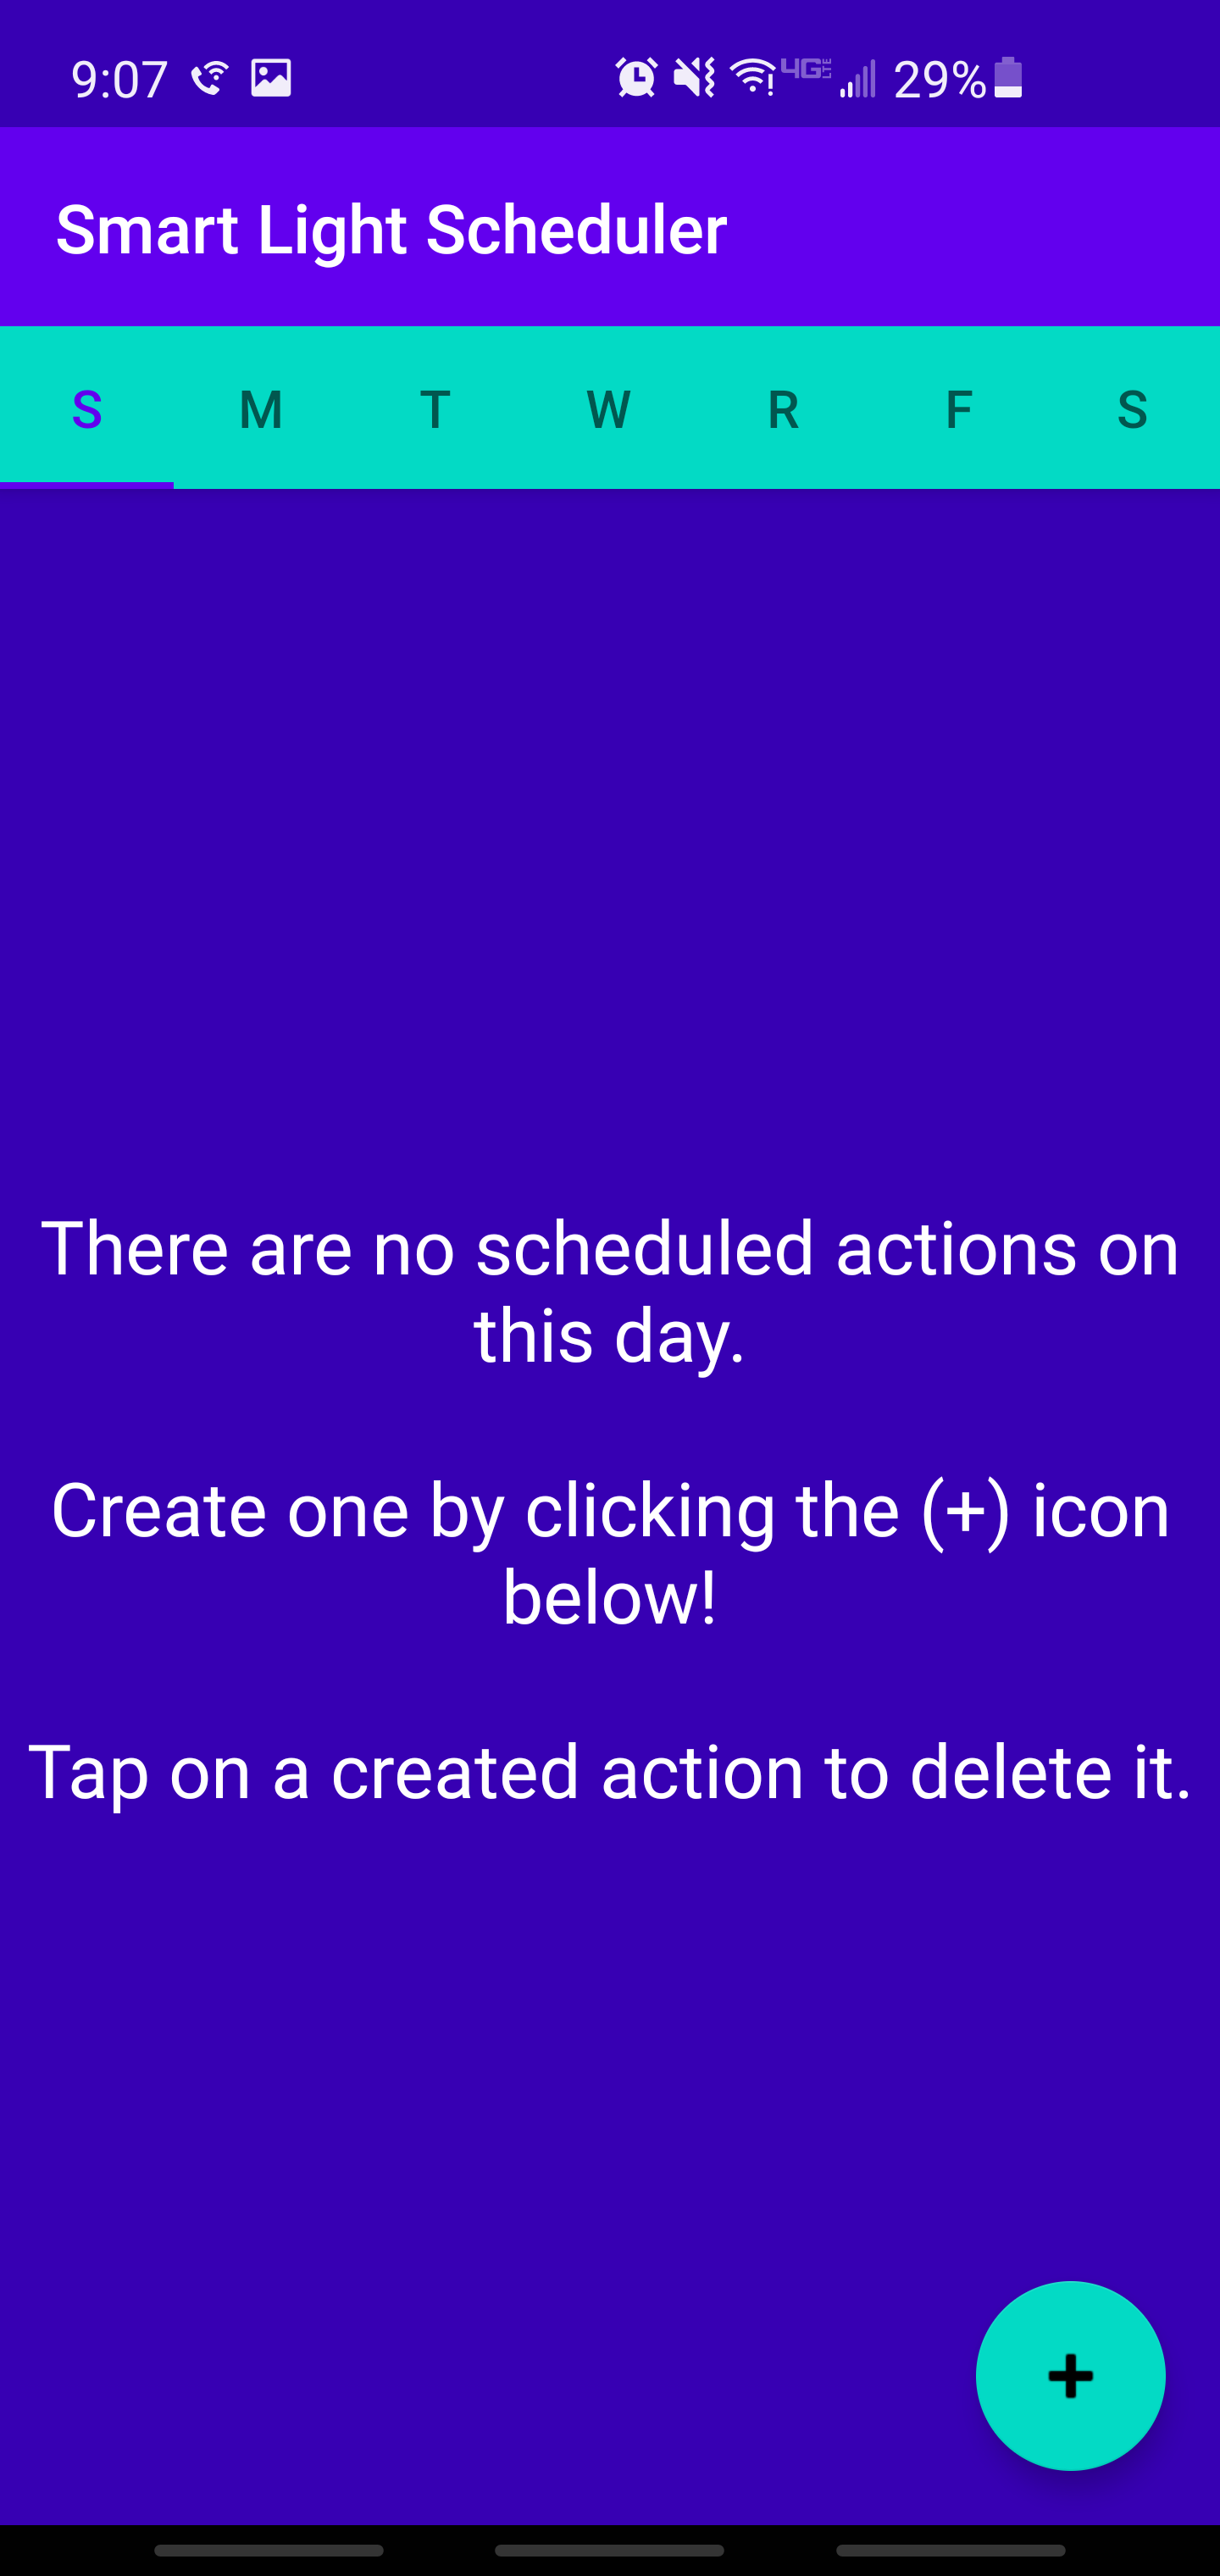 9:07 4G LTE 29%
Smart Light Scheduler
S M T W R F S
There are no scheduled actions on
this day.
Create one by clicking the (+) icon
below!
Tap on a created action to delete it.
+